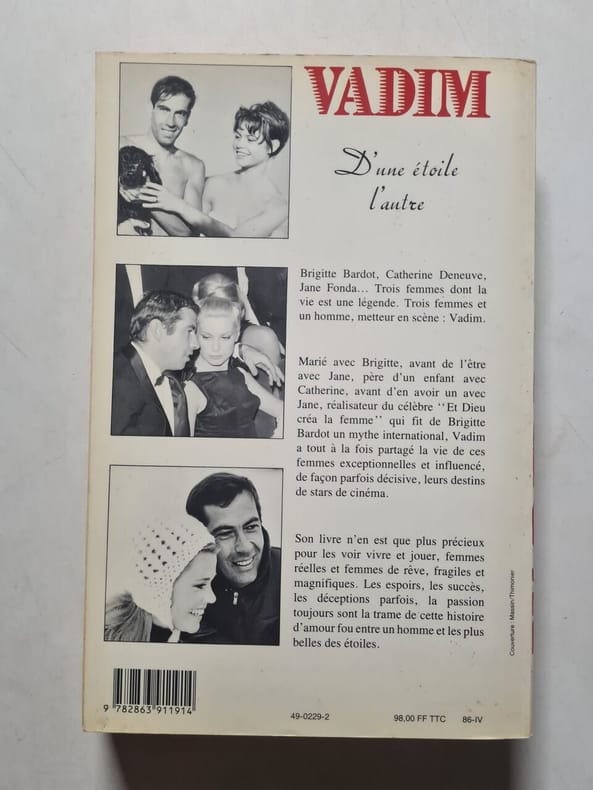 VADIM
D'une étoile
l'autre
Brigitte Bardot, Catherine Deneuve,
Jane Fonda... Trois femmes dont la
vie est une légende. Trois femmes et
un homme, metteur en scène : Vadim.
Marié avec Brigitte, avant de l'être
avec Jane, père d'un enfant avec
Catherine, avant d'en avoir un avec
Jane, réalisateur du célèbre "Et Dieu
créa la femme" qui fit de Brigitte
Bardot un mythe international, Vadim
a tout à la fois partagé la vie de ces
femmes exceptionnelles et influencé,
de façon parfois décisive, leurs destins
de stars de cinéma.
Son livre n'en est que plus précieux
pour les voir vivre et jouer, femmes
réelles et femmes de rêve, fragiles et
magnifiques. Les espoirs, les succès,
les déceptions parfois, la passion
toujours sont la trame de cette histoire
d'amour fou entre un homme et les plus
belles des étoiles.
Couverture : Massin/Thimonier
9 782863 911914
49-0229-2
98,00 FF TTC
86-IV